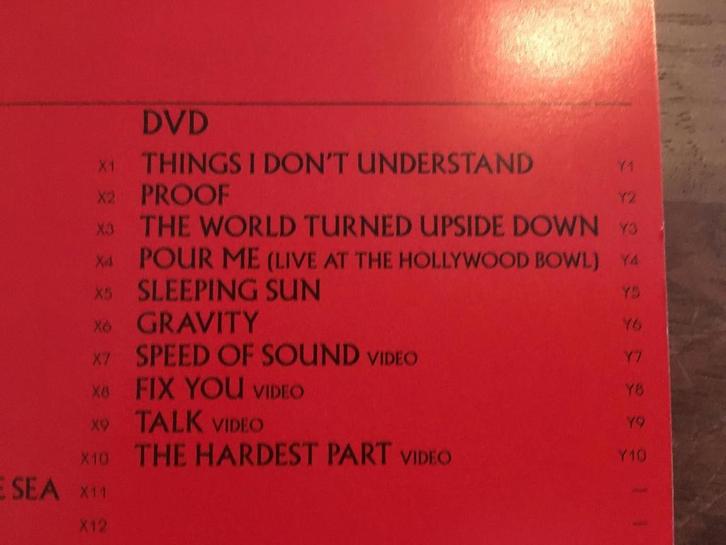 DVD
X1 THINGS I DON'T UNDERSTAND Y1
X2 PROOF Y2
X3 THE WORLD TURNED UPSIDE DOWN Y3
X4 POUR ME (LIVE AT THE HOLLYWOOD BOWL) Y4
X5 SLEEPING SUN Y5
X6 GRAVITY Y6
X7 SPEED OF SOUND VIDEO Y7
X8 FIX YOU VIDEO Y8
X9 TALK VIDEO Y9
X10 THE HARDEST PART VIDEO Y10
E SEA X11 —
X12 —